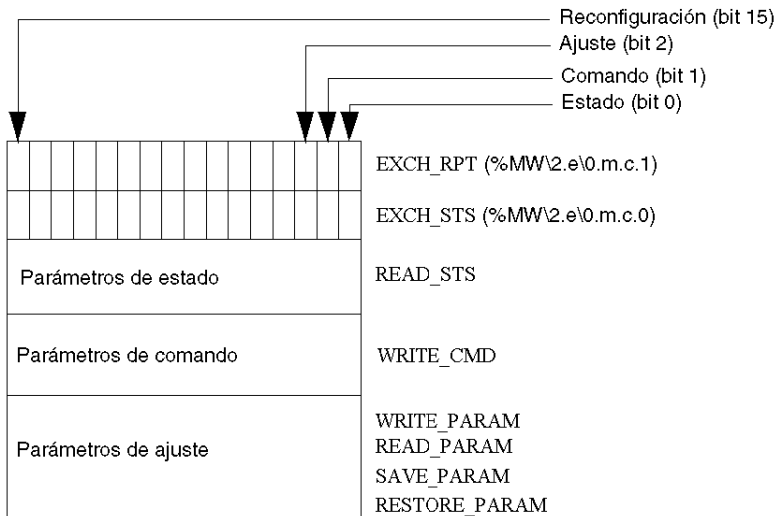 Reconfiguración (bit 15)
Ajuste (bit 2)
Comando (bit 1)
Estado (bit 0)
EXCH_RPT (%MW\2.e\0.m.c.1)
EXCH_STS (%MW\2.e\0.m.c.0)
Parámetros de estado READ_STS
Parámetros de comando WRITE_CMD
WRITE_PARAM
Parámetros de ajuste READ_PARAM
SAVE_PARAM
RESTORE_PARAM